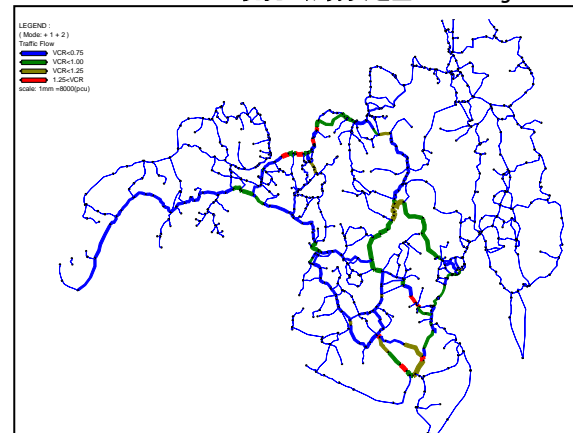 LEGEND :
( Mode: + 1 + 2 )
Traffic Flow
VCR<0.75
VCR<1.00
VCR<1.25
1.25<VCR
scale: 1mm =8000(pcu)